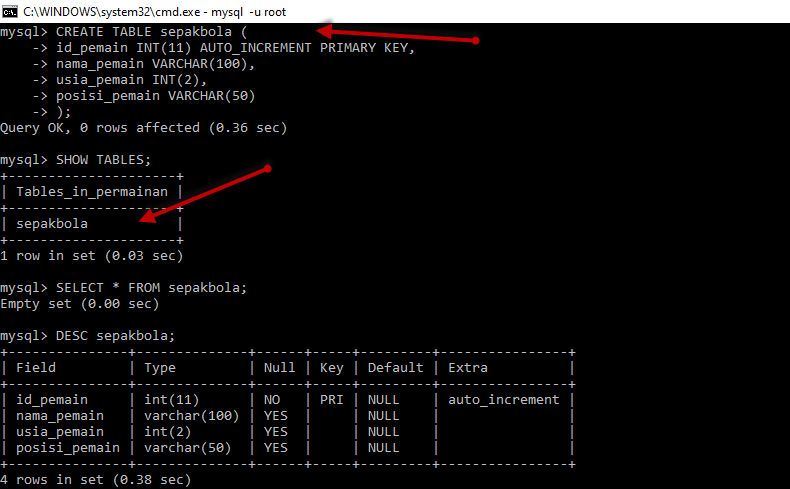 C:\WINDOWS\system32\cmd.exe - mysql  -u root
mysql> CREATE TABLE sepakbola (
    -> id_pemain INT(11) AUTO_INCREMENT PRIMARY KEY,
    -> nama_pemain VARCHAR(100),
    -> usia_pemain INT(2),
    -> posisi_pemain VARCHAR(50)
    -> );
Query OK, 0 rows affected (0.36 sec)
mysql> SHOW TABLES;
+---------------------+
| Tables_in_permainan |
+---------------------+
| sepakbola           |
+---------------------+
1 row in set (0.03 sec)
mysql> SELECT * FROM sepakbola;
Empty set (0.00 sec)
mysql> DESC sepakbola;
+---------------+--------------+------+-----+---------+----------------+
| Field         | Type         | Null | Key | Default | Extra          |
+---------------+--------------+------+-----+---------+----------------+
| id_pemain     | int(11)      | NO   | PRI | NULL    | auto_increment |
| nama_pemain   | varchar(100) | YES  |     | NULL    |                |
| usia_pemain   | int(2)       | YES  |     | NULL    |                |
| posisi_pemain | varchar(50)  | YES  |     | NULL    |                |
+---------------+--------------+------+-----+---------+----------------+
4 rows in set (0.38 sec)